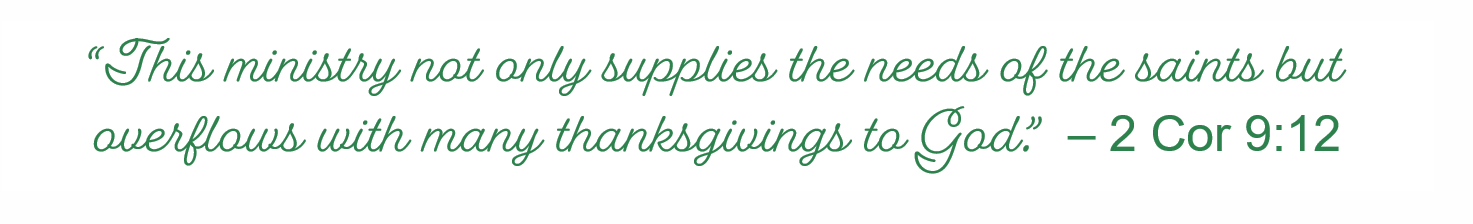 “This ministry not only supplies the needs of the saints but
overflows with many thanksgivings to God.” – 2 Cor 9:12